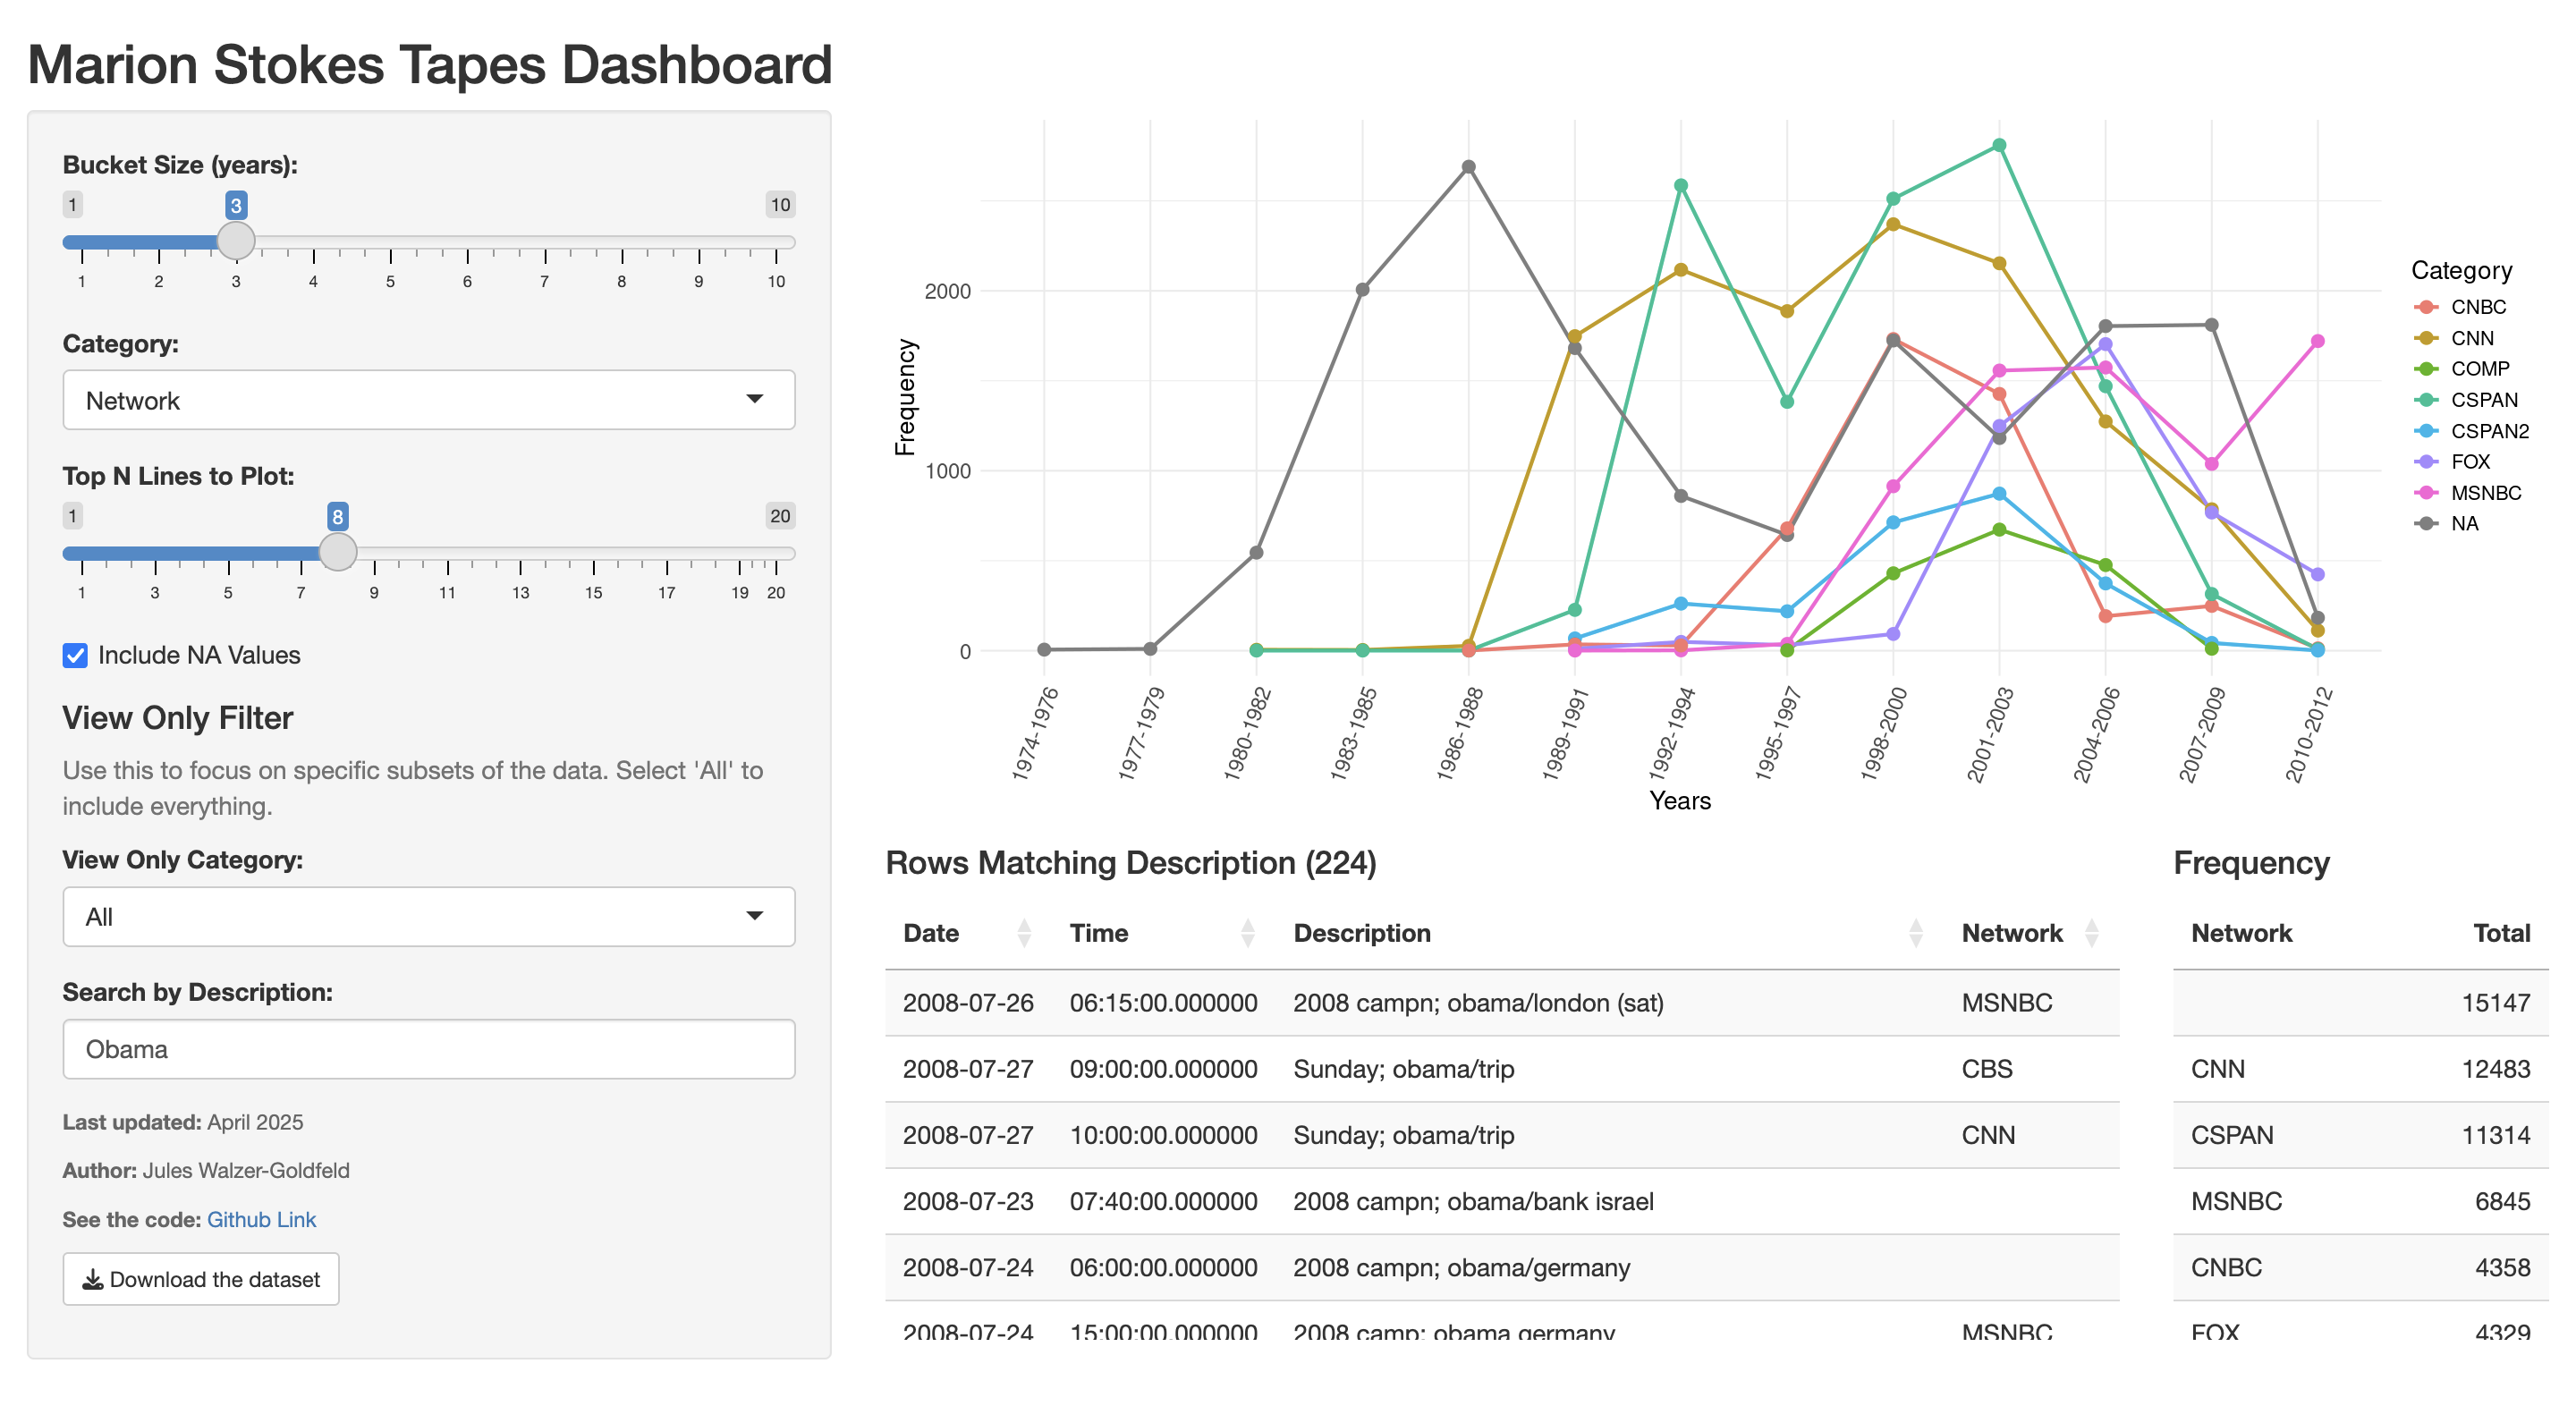 Marion Stokes Tapes Dashboard
Bucket Size (years):
1 3 10
1 2 3 4 5 6 7 8 9 10
Category:
Network
Top N Lines to Plot:
1 8 20
1 3 5 7 9 11 13 15 17 19 20
Include NA Values
View Only Filter
Use this to focus on specific subsets of the data. Select 'All' to
include everything.
View Only Category:
All
Search by Description:
Obama
Last updated: April 2025
Author: Jules Walzer-Goldfeld
See the code: Github Link
Download the dataset
Frequency
2000
1000
0
1974-1976
1977-1979
1980-1982
1983-1985
1986-1988
1989-1991
1992-1994
1995-1997
1998-2000
2001-2003
2004-2006
2007-2009
2010-2012
Years
Category
CNBC
CNN
COMP
CSPAN
CSPAN2
FOX
MSNBC
NA
Rows Matching Description (224)
Date Time Description Network
2008-07-26 06:15:00.000000 2008 campn; obama/london (sat) MSNBC
2008-07-27 09:00:00.000000 Sunday; obama/trip CBS
2008-07-27 10:00:00.000000 Sunday; obama/trip CNN
2008-07-23 07:40:00.000000 2008 campn; obama/bank israel
2008-07-24 06:00:00.000000 2008 campn; obama/germany
2008-07-24 15:00:00.000000 2008 camp; obama germany MSNBC
Frequency
Network Total
15147
CNN 12483
CSPAN 11314
MSNBC 6845
CNBC 4358
FOX 4329